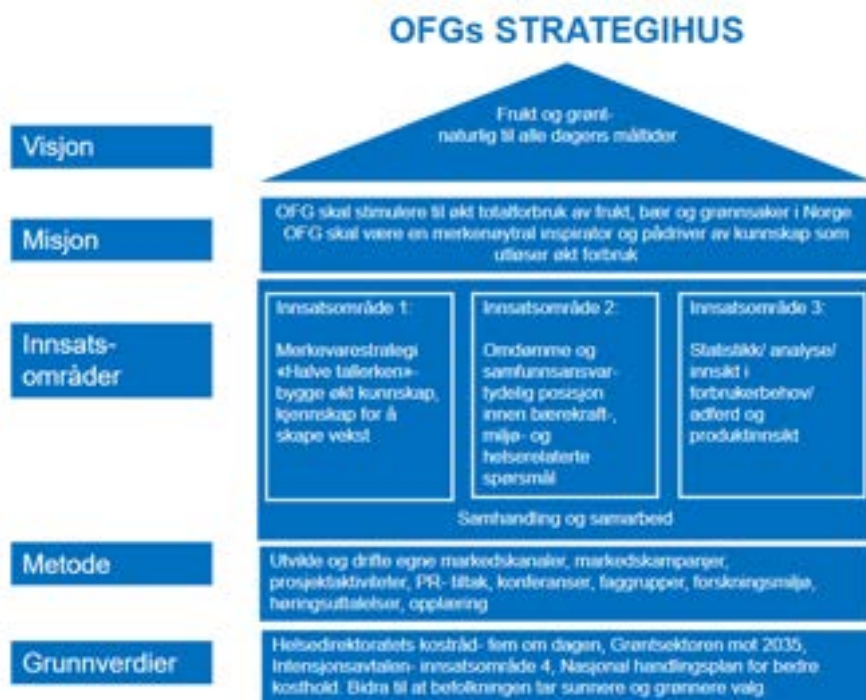 OFGs STRATEGIHUS
Visjon
Frukt og grønt-
naturlig til alle dagens måltider
Misjon
OFG skal stimulere til økt totalforbruk av frukt, bær og grønnsaker i Norge.
OFG skal være en merkenøytral inspirator og pådriver av kunnskap som
utløser økt forbruk
Innsats-
områder
Innsatsområde 1:
Merkevarestrategi
«Halve tallerken»-
bygge økt kunnskap,
kjennskap for å
skape vekst
Innsatsområde 2:
Omdømme og
samfunnsansvar-
tydelig posisjon
innen bærekraft-,
miljø- og
helserelaterte
spørsmål
Innsatsområde 3:
Statistikk/ analyse/
innsikt i
forbrukerbehov/
adferd og
produktinnsikt
Samhandling og samarbeid
Metode
Utvikle og drifte egne markedskanaler, markedskampanjer,
prosjektaktiviteter, PR- tiltak, konferanser, faggrupper, forskningsmiljø,
høringsuttalelser, opplæring
Grunnverdier
Helsedirektoratets kostråd- fem om dagen, Grøntsektoren mot 2035,
Intensjonsavtalen- innsatsområde 4, Nasjonal handlingsplan for bedre
kosthold. Bidra til at befolkningen tar sunnere og grønnere valg